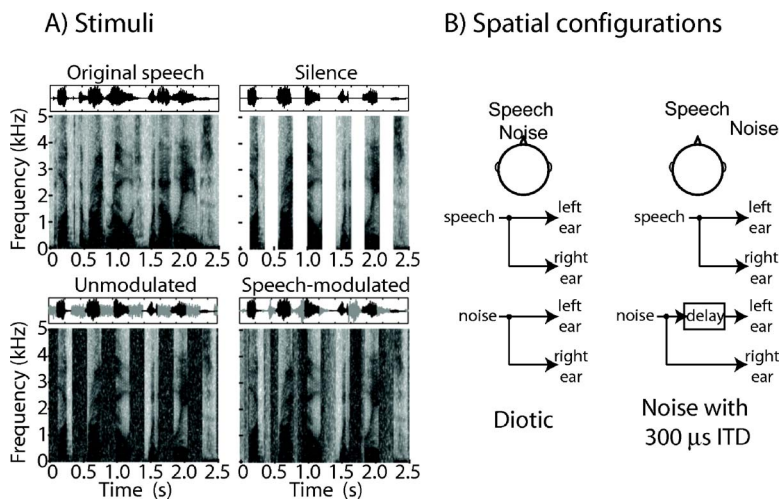 A) Stimuli
Original speech
Silence
Frequency (kHz)
5
4
3
2
1
0
0 0.5 1.0 1.5 2.0 2.5
0 0.5 1.0 1.5 2.0 2.5
Unmodulated
Speech-modulated
Frequency (kHz)
5
4
3
2
1
0
0 0.5 1.0 1.5 2.0 2.5
0 0.5 1.0 1.5 2.0 2.5
Time (s)
Time (s)
B) Spatial configurations
Speech
Noise
speech
left
ear
right
ear
noise
left
ear
right
ear
Diotic
Speech
Noise
speech
left
ear
right
ear
noise
delay
left
ear
right
ear
Noise with
300 μs ITD